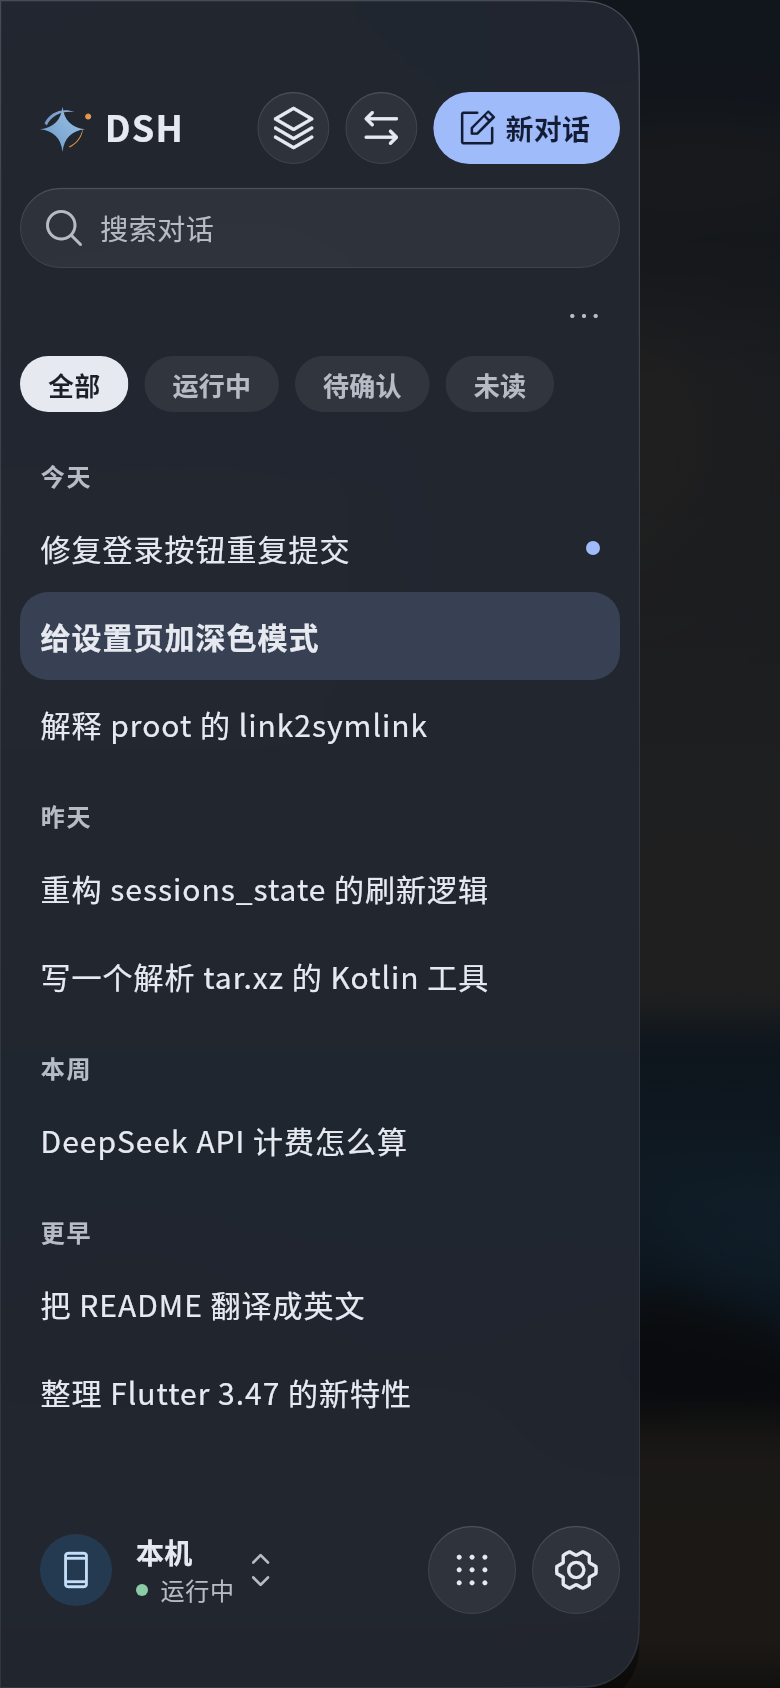 DSH
新对话
搜索对话
全部 运行中 待确认 未读
今天
修复登录按钮重复提交
给设置页加深色模式
解释 proot 的 link2symlink
昨天
重构 sessions_state 的刷新逻辑
写一个解析 tar.xz 的 Kotlin 工具
本周
DeepSeek API 计费怎么算
更早
把 README 翻译成英文
整理 Flutter 3.47 的新特性
本机
运行中